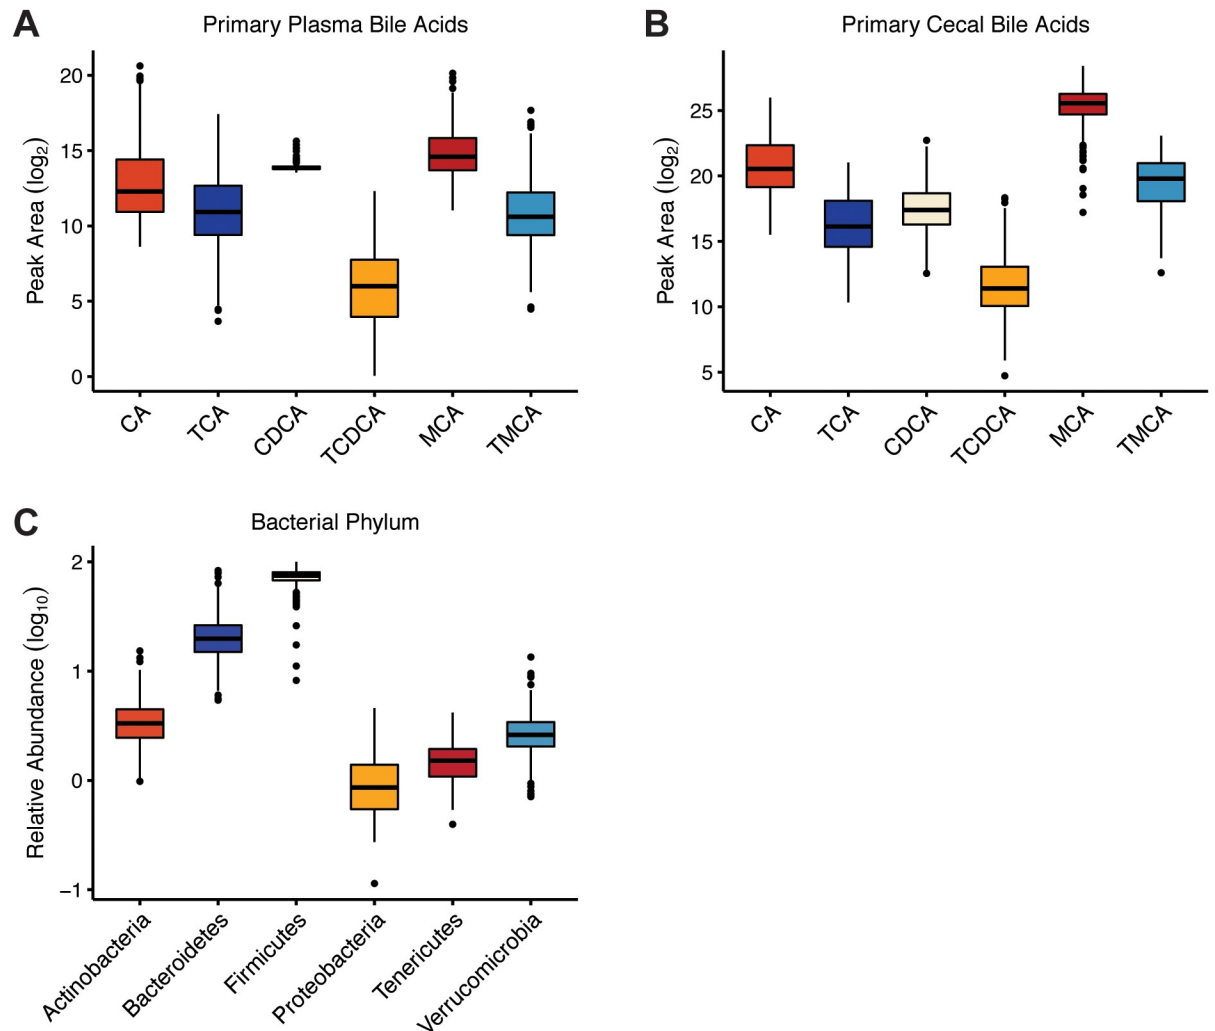 A
Primary Plasma Bile Acids
Peak Area (log₂)
20
15
10
5
0
CA
TCA
CDCA
TCDCA
MCA
TMCA
B
Primary Cecal Bile Acids
Peak Area (log₂)
25
20
15
10
5
CA
TCA
CDCA
TCDCA
MCA
TMCA
C
Bacterial Phylum
Relative Abundance (log₁₀)
2
1
0
−1
Actinobacteria
Bacteroidetes
Firmicutes
Proteobacteria
Tenericutes
Verrucomicrobia